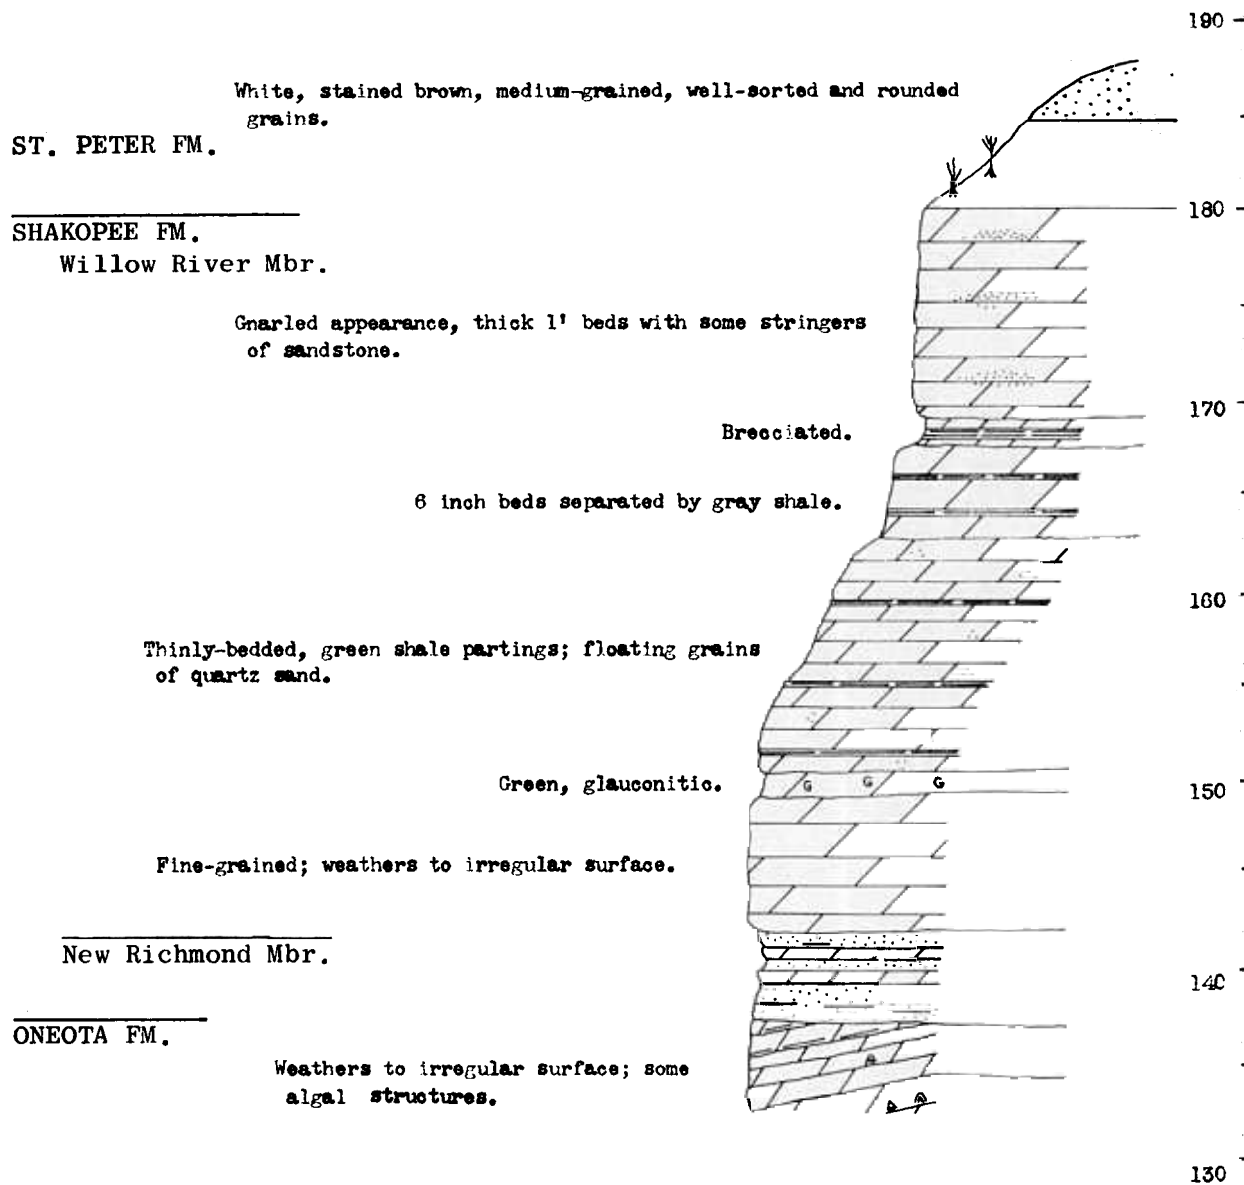 190
White, stained brown, medium-grained, well-sorted and rounded
grains.
ST. PETER FM.
180
SHAKOPEE FM.
Willow River Mbr.
Gnarled appearance, thick 1' beds with some stringers
of sandstone.
170
Brecciated.
6 inch beds separated by gray shale.
160
Thinly-bedded, green shale partings; floating grains
of quartz sand.
Green, glauconitic.
G G G
150
Fine-grained; weathers to irregular surface.
New Richmond Mbr.
140
ONEOTA FM.
Weathers to irregular surface; some
algal structures.
130